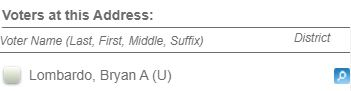 Voters at this Address:
Voter Name (Last, First, Middle, Suffix) District
Lombardo, Bryan A (U)